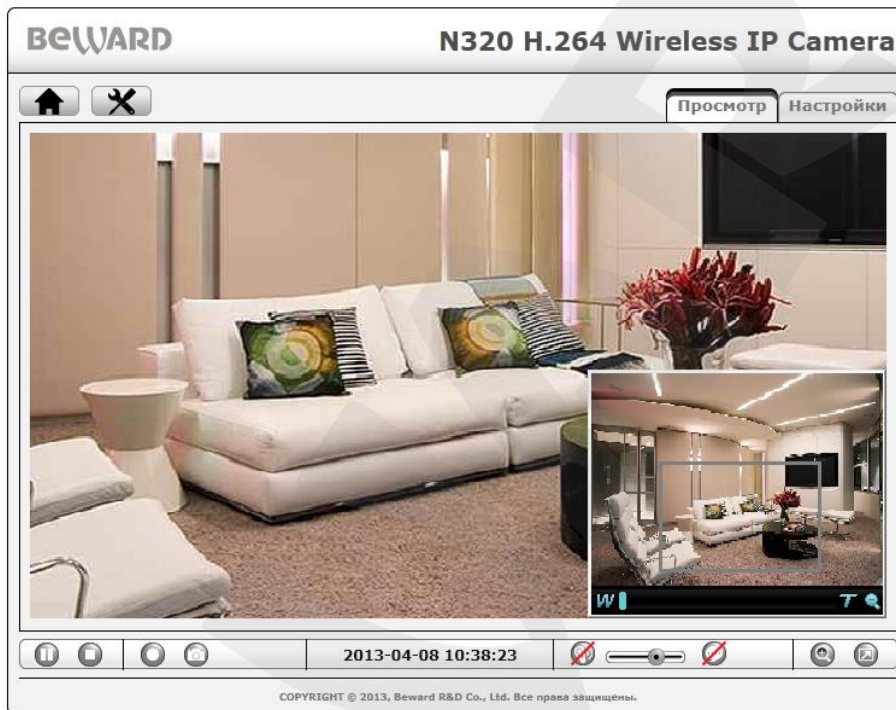 BEWARD
N320 H.264 Wireless IP Camera
Просмотр
Настройки
W T
2013-04-08 10:38:23
COPYRIGHT © 2013, Beward R&D Co., Ltd. Все права защищены.